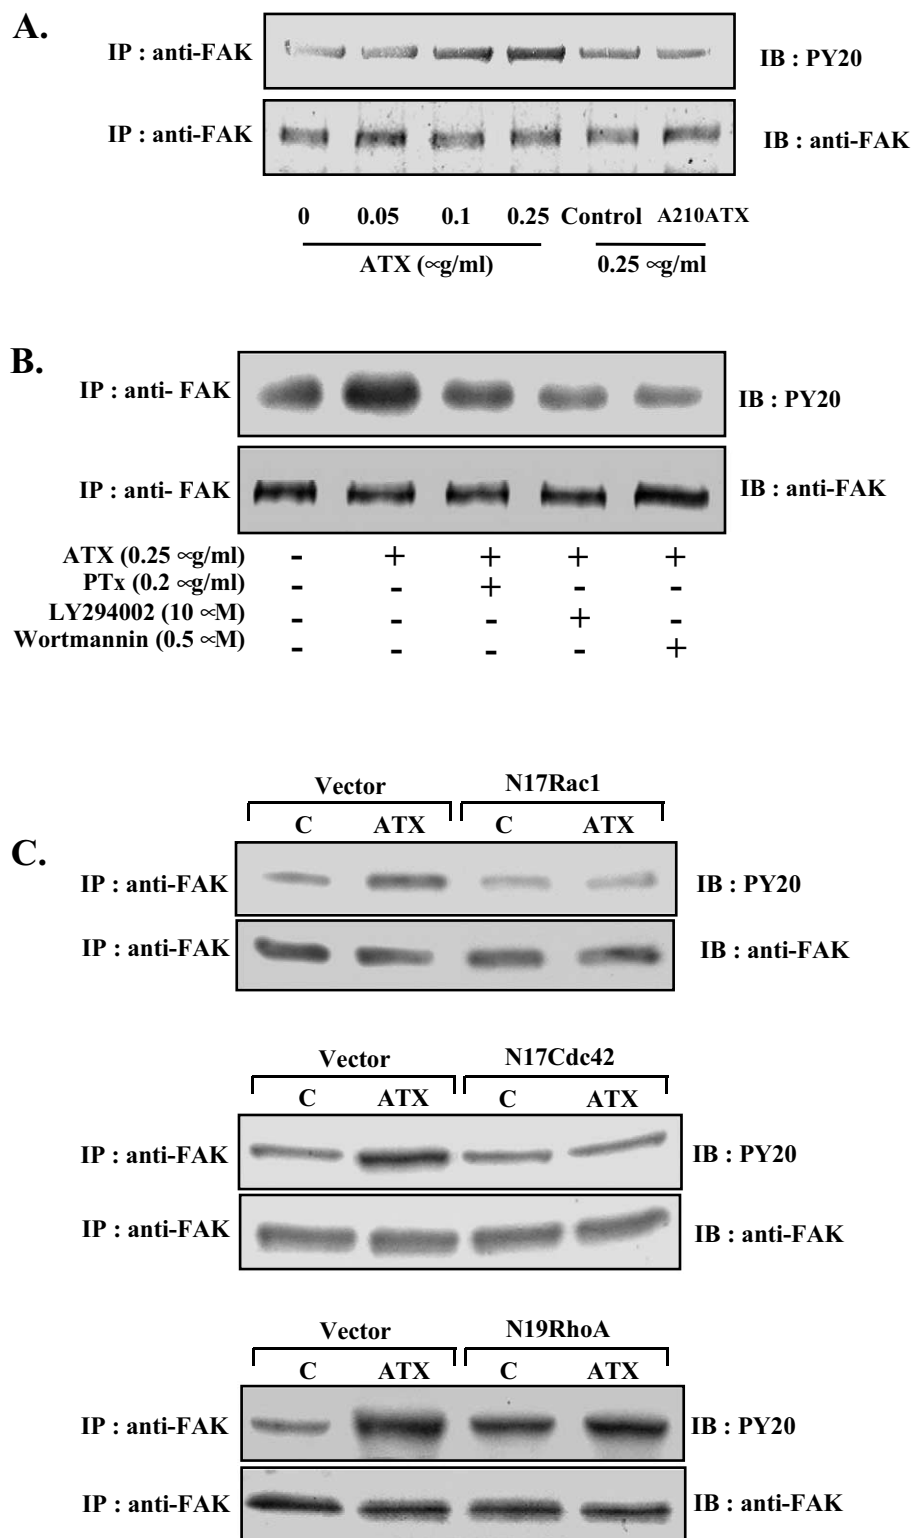 A.
IP : anti-FAK IB : PY20
IP : anti-FAK IB : anti-FAK
0 0.05 0.1 0.25 Control A210ATX
ATX (∝g/ml) 0.25 ∝g/ml
B.
IP : anti- FAK IB : PY20
IP : anti- FAK IB : anti-FAK
ATX (0.25 ∝g/ml) - + + + +
PTx (0.2 ∝g/ml) - - + - -
LY294002 (10 ∝M) - - - + -
Wortmannin (0.5 ∝M) - - - - +
Vector N17Rac1
C ATX C ATX
C.
IP : anti-FAK IB : PY20
IP : anti-FAK IB : anti-FAK
Vector N17Cdc42
C ATX C ATX
IP : anti-FAK IB : PY20
IP : anti-FAK IB : anti-FAK
Vector N19RhoA
C ATX C ATX
IP : anti-FAK IB : PY20
IP : anti-FAK IB : anti-FAK